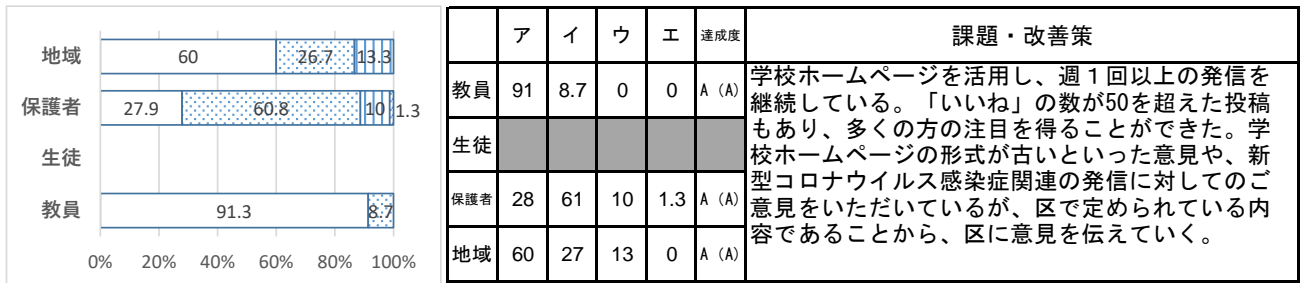 地域 60 26.7 13.3
保護者 27.9 60.8 10 1.3
生徒
教員 91.3 8.7
0% 20% 40% 60% 80% 100%
ア イ ウ エ 達成度 課題・改善策
教員 91 8.7 0 0 A（A）
生徒
保護者 28 61 10 1.3 A（A）
地域 60 27 13 0 A（A）
学校ホームページを活用し、週１回以上の発信を
継続している。「いいね」の数が50を超えた投稿
もあり、多くの方の注目を得ることができた。学
校ホームページの形式が古いといった意見や、新
型コロナウイルス感染症関連の発信に対してのご
意見をいただいているが、区で定められている内
容であることから、区に意見を伝えていく。